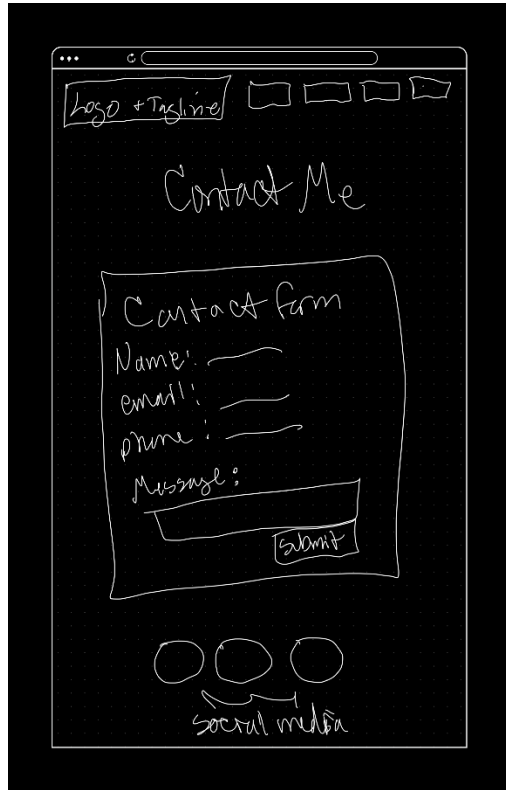 Logo + Tagline
Contact Me
Contact form
Name:
email:
phone:
Message:
Submit
social media